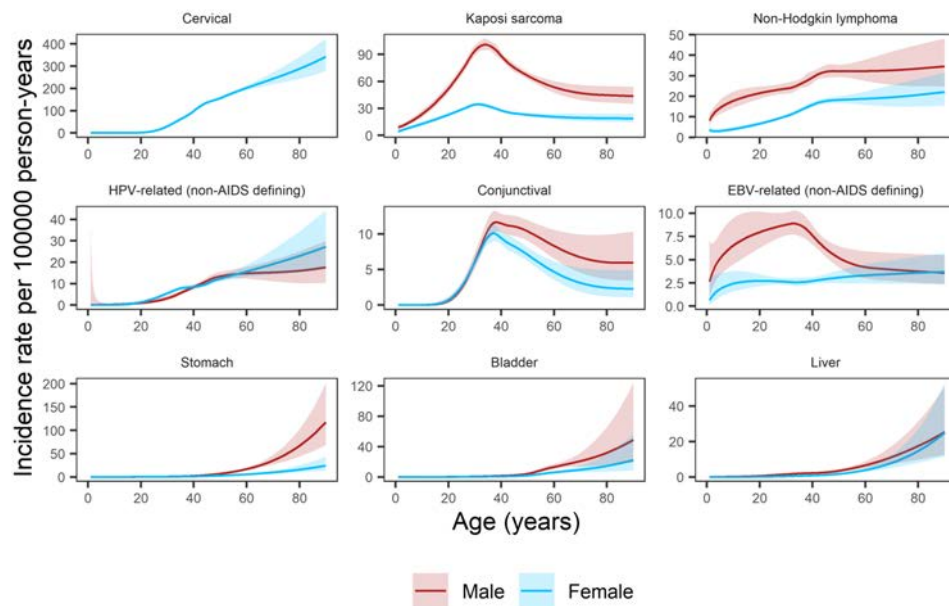 Incidence rate per 100000 person-years
Cervical
400
300
200
100
0
0 20 40 60 80
Kaposi sarcoma
90
60
30
0
0 20 40 60 80
Non-Hodgkin lymphoma
50
40
30
20
10
0
0 20 40 60 80
HPV-related (non-AIDS defining)
40
30
20
10
0
0 20 40 60 80
Conjunctival
10
5
0
0 20 40 60 80
EBV-related (non-AIDS defining)
10.0
7.5
5.0
2.5
0 20 40 60 80
Stomach
200
150
100
50
0
0 20 40 60 80
Bladder
120
80
40
0
0 20 40 60 80
Liver
40
20
0
0 20 40 60 80
Age (years)
Male Female